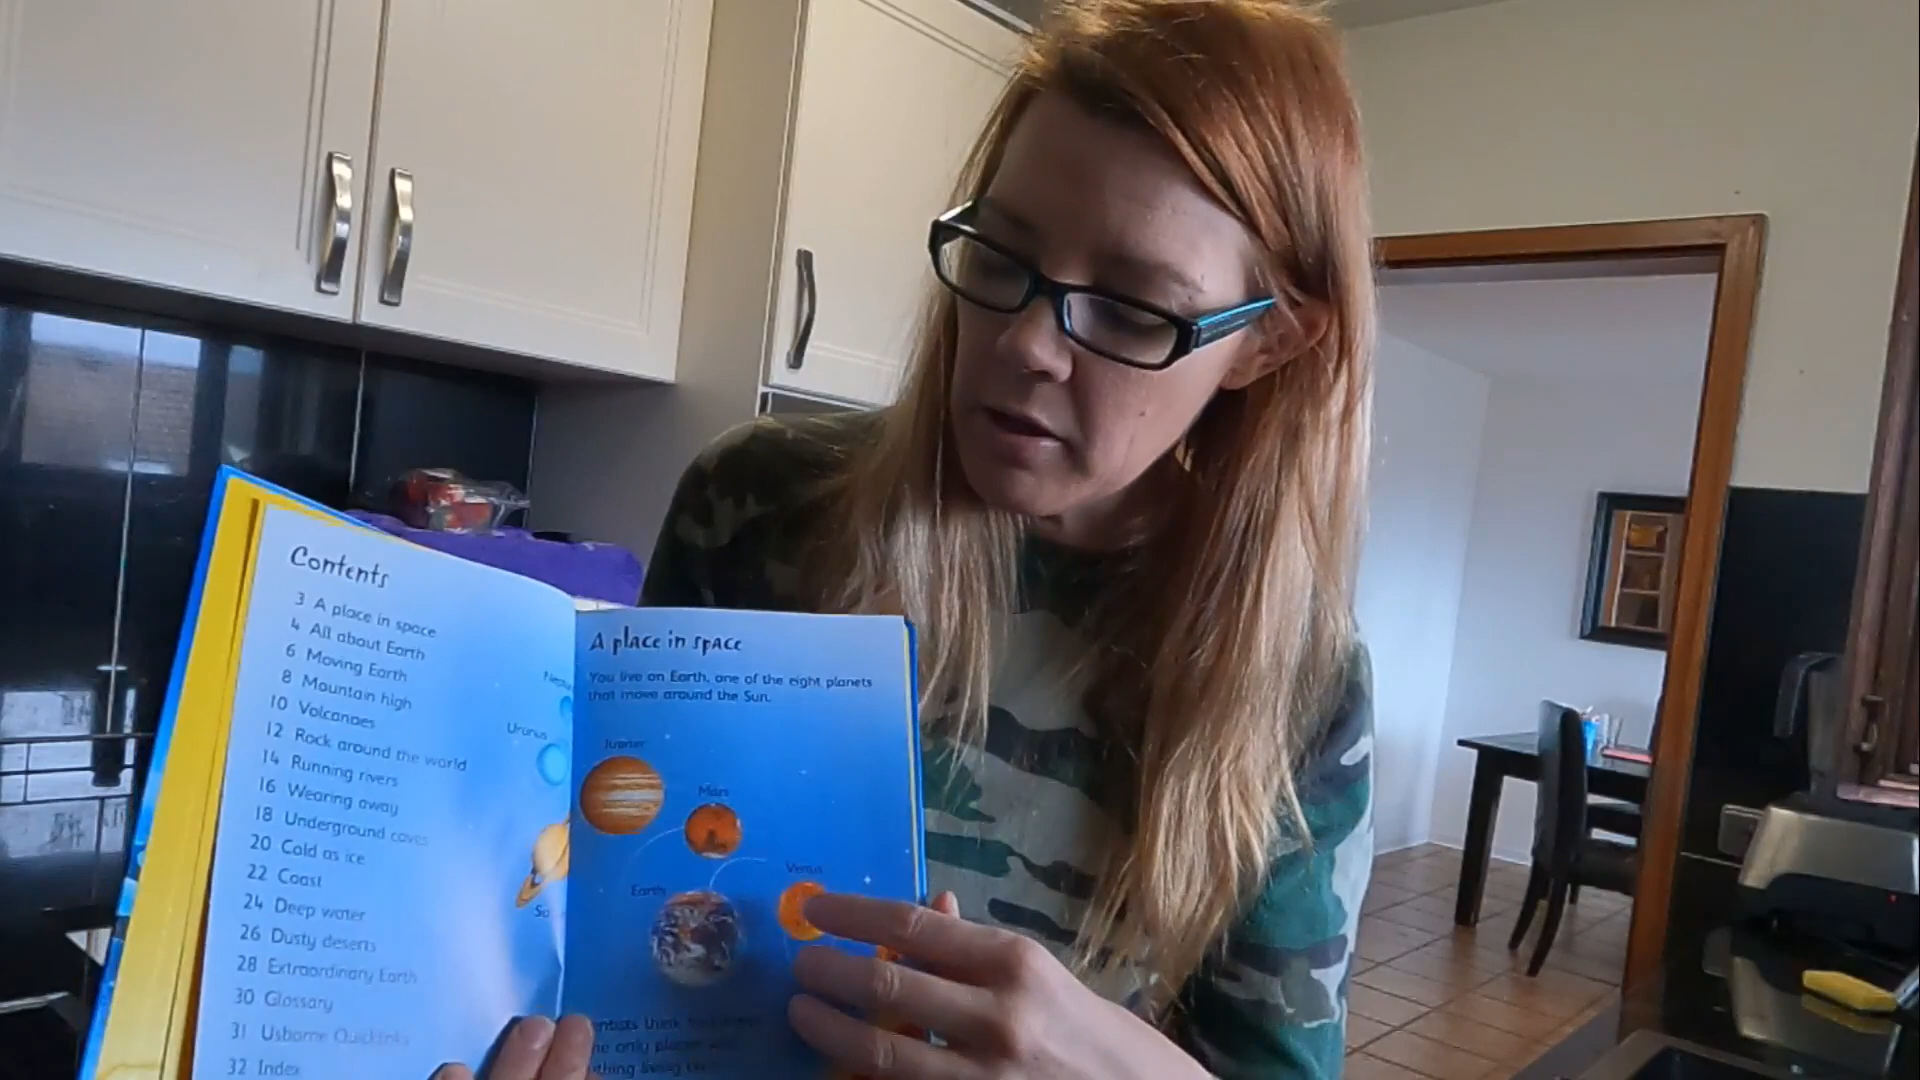 Contents
3 A place in space
4 All about Earth
6 Moving Earth
8 Mountain high
10 Volcanoes
12 Rock around the world
14 Running rivers
16 Wearing away
18 Underground caves
20 Cold as ice
22 Coast
24 Deep water
26 Dusty deserts
28 Extraordinary Earth
30 Glossary
31 Usborne Quicklinks
32 Index
Uranus
A place in space
You live on Earth, one of the eight planets
that move around the Sun.
Jupiter
Mars
Venus
Earth
think
only
living